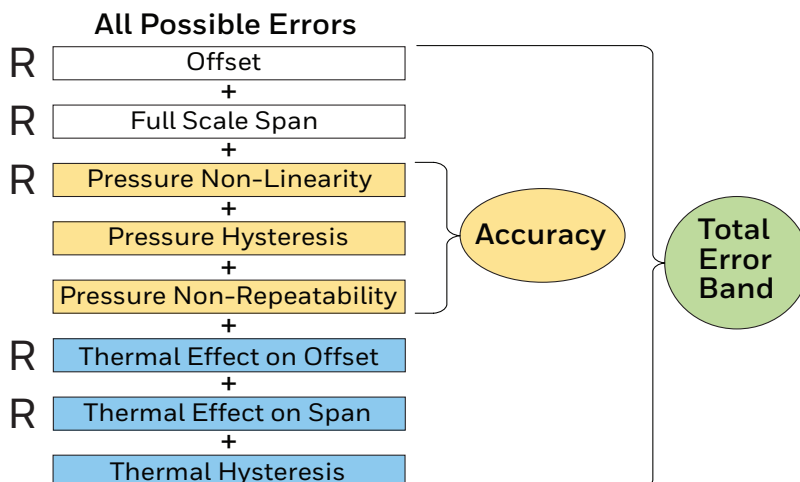 All Possible Errors
R Offset
+
R Full Scale Span
+
R Pressure Non-Linearity
+
Pressure Hysteresis
+
Pressure Non-Repeatability
+
R Thermal Effect on Offset
+
R Thermal Effect on Span
+
Thermal Hysteresis
Accuracy
Total
Error
Band